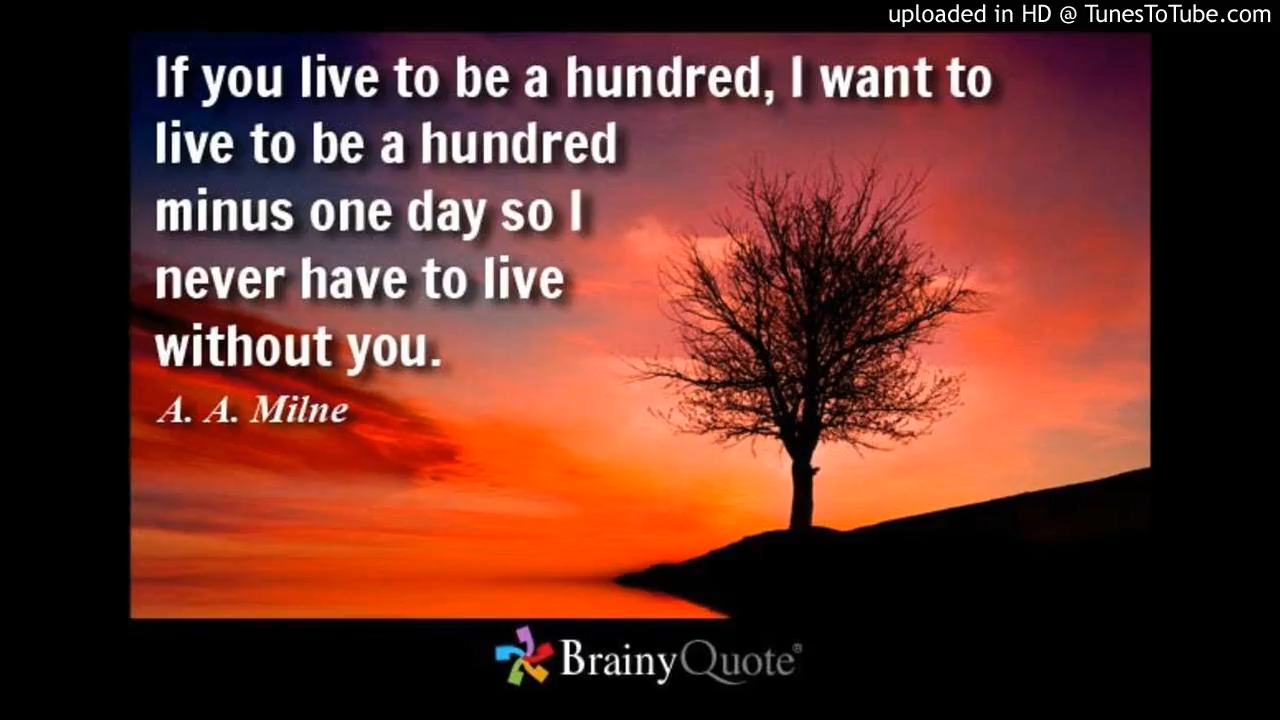 uploaded in HD @ TunesToTube.com
If you live to be a hundred, I want to
live to be a hundred
minus one day so I
never have to live
without you.
A. A. Milne
BrainyQuote®